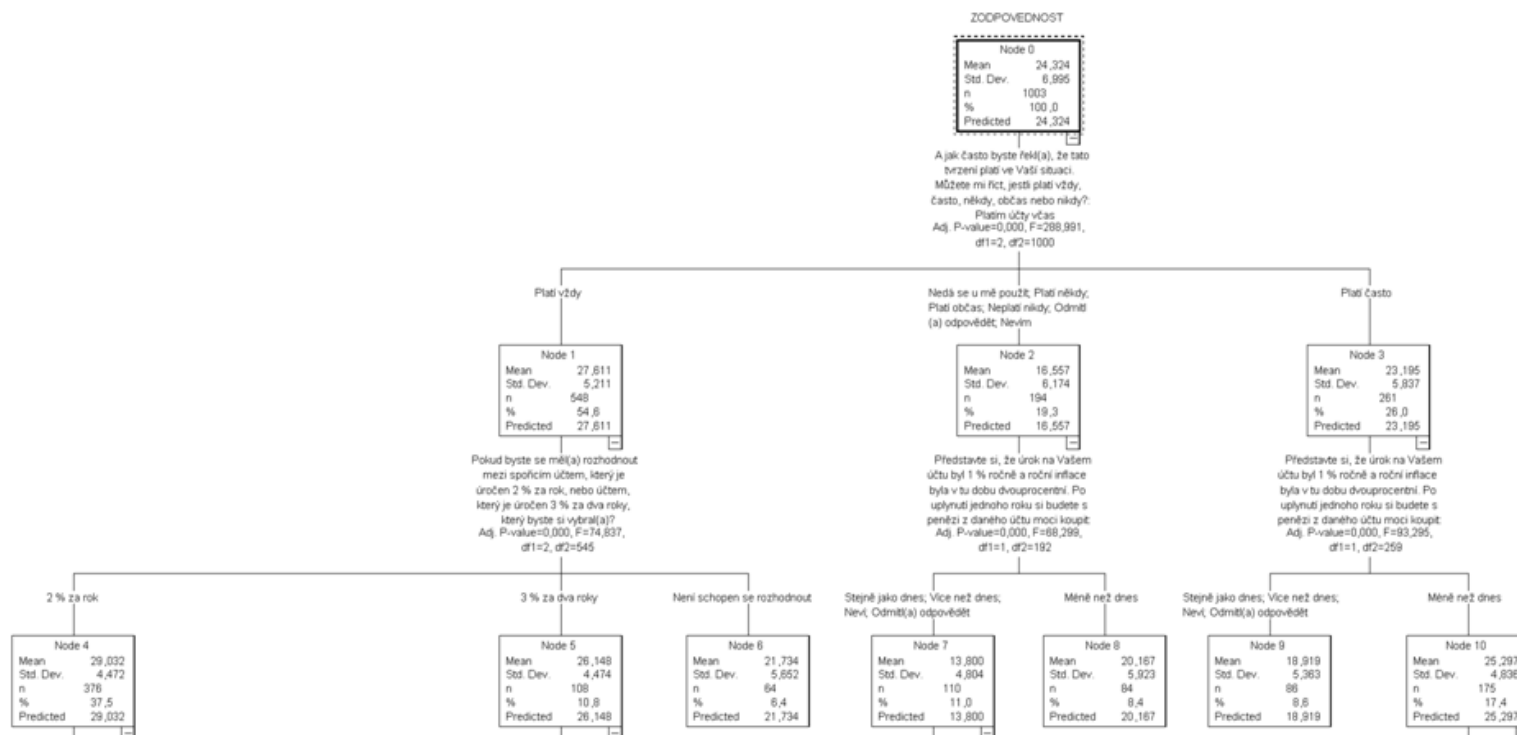 ZODPOVEDNOST
Node 0
Mean 24,324
Std. Dev. 6,995
n 1003
% 100,0
Predicted 24,324
A jak často byste řekl(a), že tato
tvrzení platí ve Vaší situaci.
Můžete mi říct, jestli platí vždy,
často, někdy, občas nebo nikdy?:
Platím účty včas
Adj. P-value=0,000, F=288,991,
df1=2, df2=1000
Platí vždy
Nedá se u mě použít; Platí někdy;
Platí občas; Neplatí nikdy; Odmítl
(a) odpovědět; Nevím
Platí často
Node 1
Mean 27,611
Std. Dev. 5,211
n 548
% 54,6
Predicted 27,611
Node 2
Mean 16,557
Std. Dev. 6,174
n 194
% 19,3
Predicted 16,557
Node 3
Mean 23,195
Std. Dev. 5,837
n 261
% 26,0
Predicted 23,195
Pokud byste se měl(a) rozhodnout
mezi spořicím účtem, který je
úročen 2 % za rok, nebo účtem,
který je úročen 3 % za dva roky,
který byste si vybral(a)?
Adj. P-value=0,000, F=74,837,
df1=2, df2=545
Představte si, že úrok na Vašem
účtu byl 1 % ročně a roční inflace
byla v tu dobu dvouprocentní. Po
uplynutí jednoho roku si budete s
penězi z daného účtu moci koupit:
Adj. P-value=0,000, F=68,299,
df1=1, df2=192
Představte si, že úrok na Vašem
účtu byl 1 % ročně a roční inflace
byla v tu dobu dvouprocentní. Po
uplynutí jednoho roku si budete s
penězi z daného účtu moci koupit:
Adj. P-value=0,000, F=93,295,
df1=1, df2=259
2 % za rok
3 % za dva roky
Není schopen se rozhodnout
Stejně jako dnes; Více než dnes;
Neví; Odmítl(a) odpovědět
Méně než dnes
Stejně jako dnes; Více než dnes;
Neví; Odmítl(a) odpovědět
Méně než dnes
Node 4
Mean 29,032
Std. Dev. 4,472
n 376
% 37,5
Predicted 29,032
Node 5
Mean 26,148
Std. Dev. 4,474
n 108
% 10,8
Predicted 26,148
Node 6
Mean 21,734
Std. Dev. 5,652
n 64
% 6,4
Predicted 21,734
Node 7
Mean 13,800
Std. Dev. 4,804
n 110
% 11,0
Predicted 13,800
Node 8
Mean 20,167
Std. Dev. 5,923
n 84
% 8,4
Predicted 20,167
Node 9
Mean 18,919
Std. Dev. 5,363
n 86
% 8,6
Predicted 18,919
Node 10
Mean 25,297
Std. Dev. 4,836
n 175
% 17,4
Predicted 25,297